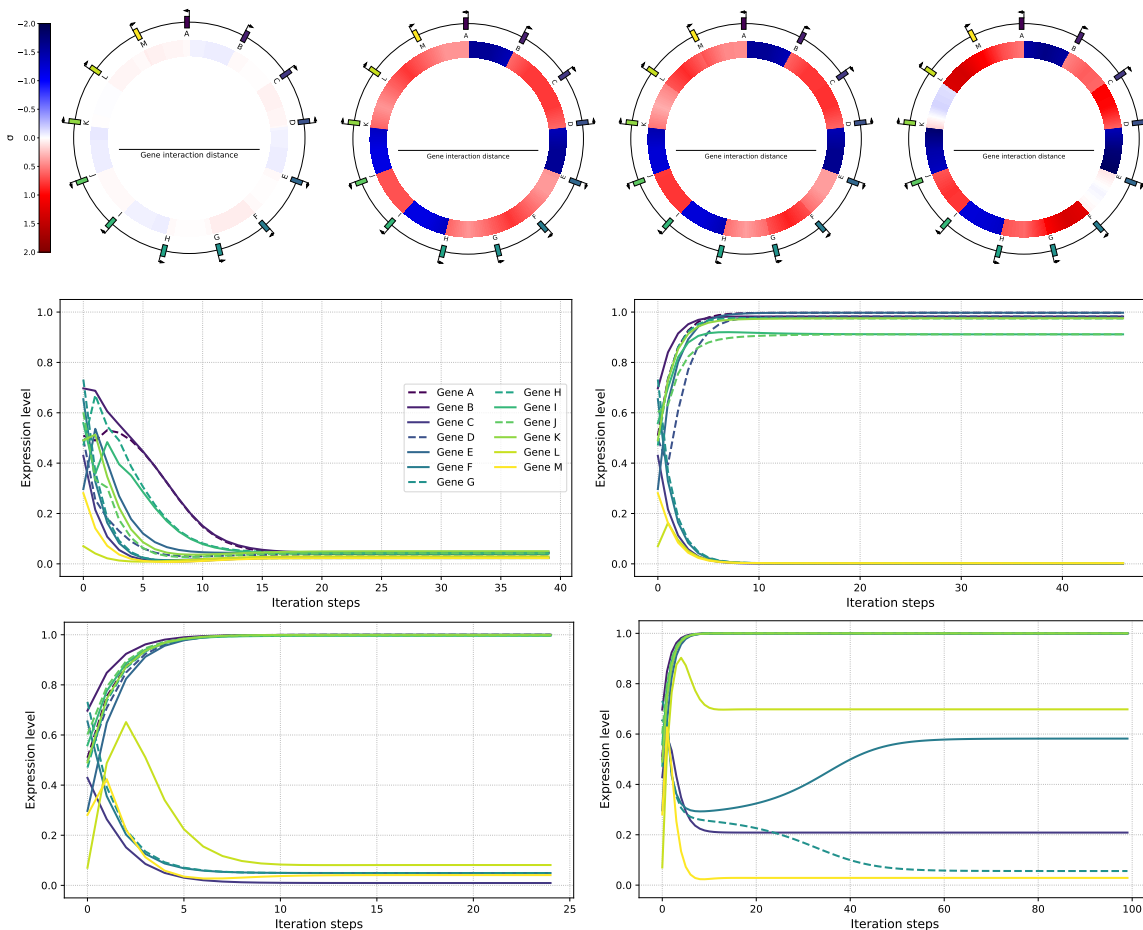 −2.0
−1.5
−1.0
−0.5
0.0
0.5
1.0
1.5
2.0
σ
A
B
C
D
E
F
G
H
I
J
K
L
M
Gene interaction distance
A
B
C
D
E
F
G
H
I
J
K
L
M
Gene interaction distance
A
B
C
D
E
F
G
H
I
J
K
L
M
Gene interaction distance
A
B
C
D
E
F
G
H
I
J
K
L
M
Gene interaction distance
Expression level
1.0
0.8
0.6
0.4
0.2
0.0
0 5 10 15 20 25 30 35 40
Iteration steps
Gene A
Gene B
Gene C
Gene D
Gene E
Gene F
Gene G
Gene H
Gene I
Gene J
Gene K
Gene L
Gene M
Expression level
1.0
0.8
0.6
0.4
0.2
0.0
0 10 20 30 40
Iteration steps
Expression level
1.0
0.8
0.6
0.4
0.2
0.0
0 5 10 15 20 25
Iteration steps
Expression level
1.0
0.8
0.6
0.4
0.2
0.0
0 20 40 60 80 100
Iteration steps